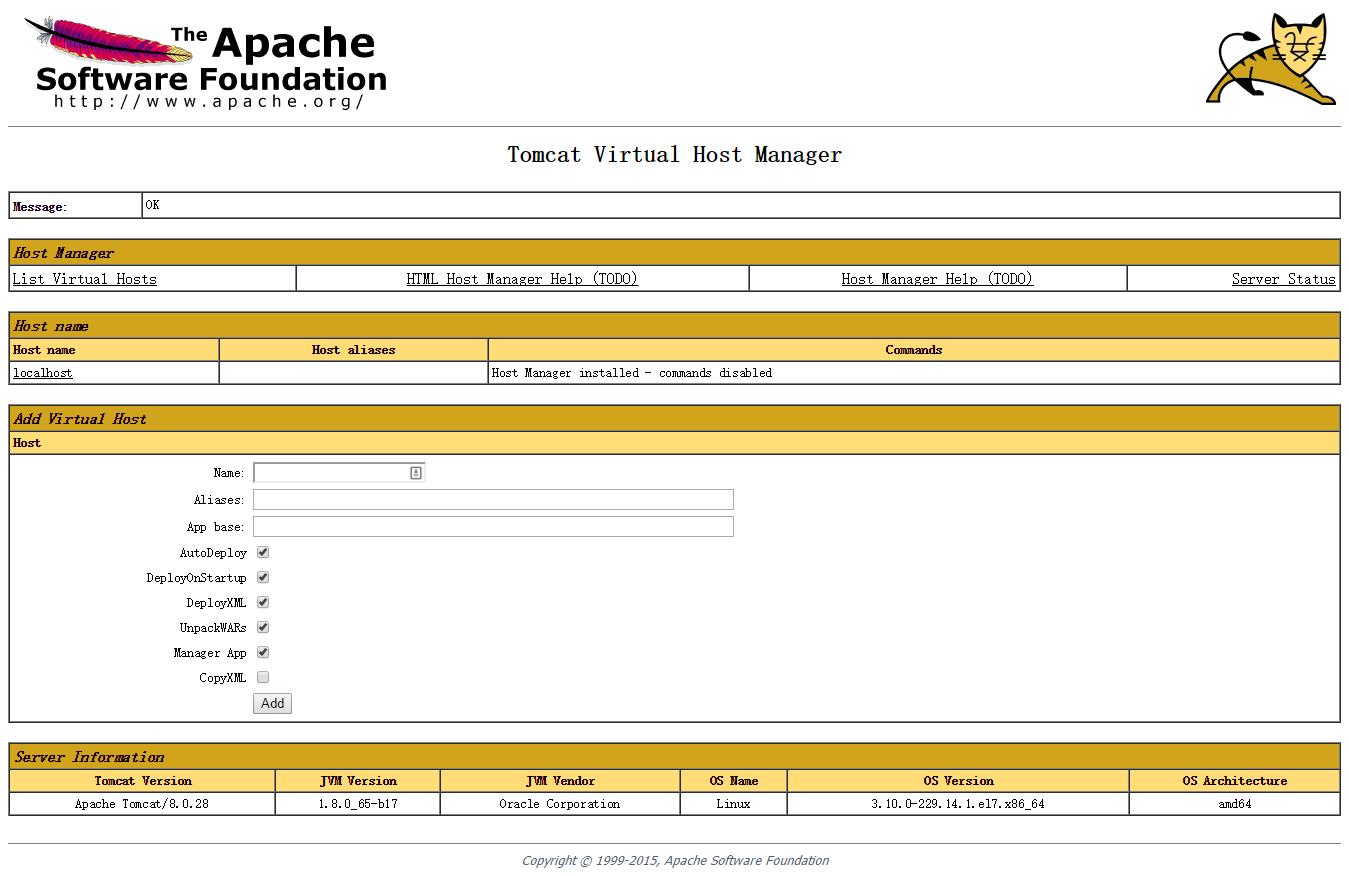 The Apache
Software Foundation
http://www.apache.org/
Tomcat Virtual Host Manager
Message: OK
Host Manager
List Virtual Hosts HTML Host Manager Help (TODO) Host Manager Help (TODO) Server Status
Host name
Host name Host aliases Commands
localhost Host Manager installed - commands disabled
Add Virtual Host
Host
Name:
Aliases:
App base:
AutoDeploy
DeployOnStartup
DeployXML
UnpackWARs
Manager App
CopyXML
Add
Server Information
Tomcat Version JVM Version JVM Vendor OS Name OS Version OS Architecture
Apache Tomcat/8.0.28 1.8.0_65-b17 Oracle Corporation Linux 3.10.0-229.14.1.el7.x86_64 amd64
Copyright © 1999-2015, Apache Software Foundation